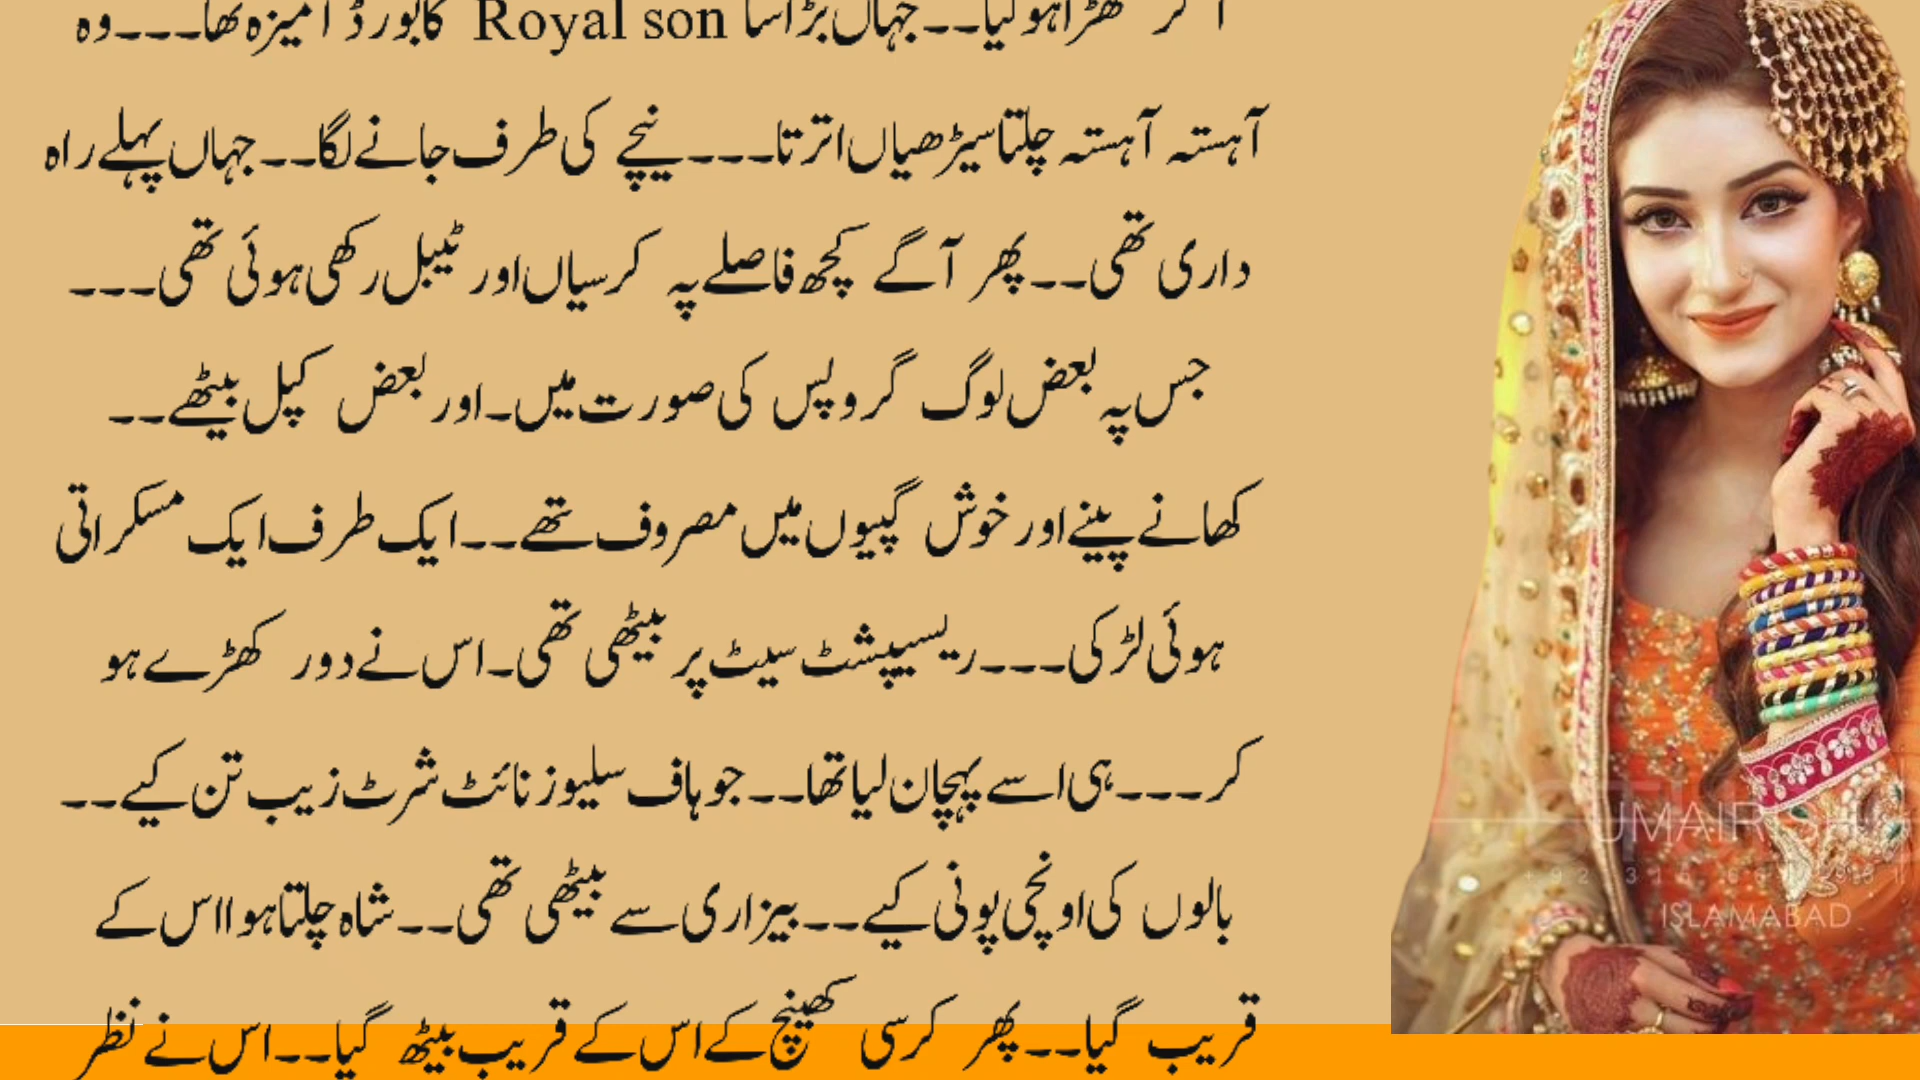 آ کر کھڑا ہو گیا۔۔۔ جہاں بڑا سا Royal son کا بورڈ آمیزہ تھا۔۔۔ وہ
آہستہ آہستہ چلتا سیڑھیاں اترتا۔۔۔ نیچے کی طرف جانے لگا۔۔ جہاں پہلے راہ
داری تھی۔۔ پھر آگے کچھ فاصلے پہ کرسیاں اور ٹیبل رکھی ہوئی تھی۔۔۔
جس پہ بعض لوگ گروپس کی صورت میں۔ اور بعض کپل بیٹھے۔۔
کھانے پینے اور خوش گپیوں میں مصروف تھے۔۔ ایک طرف ایک مسکراتی
ہوئی لڑکی۔۔۔ ریسیپشٹ سیٹ پر بیٹھی تھی۔ اس نے دور کھڑے ہو
کر۔۔۔ ہی اسے پہچان لیا تھا۔۔ جو ہاف سلیوز نائٹ شرٹ زیب تن کیے۔۔
بالوں کی اونچی پونی کیے۔۔ بیزاری سے بیٹھی تھی۔۔ شاہ چلتا ہوا اس کے
قریب گیا۔۔ پھر کرسی کھینچ کے اس کے قریب بیٹھ گیا۔۔ اس نے نظر
UMAIRISH
ISLAMABAD